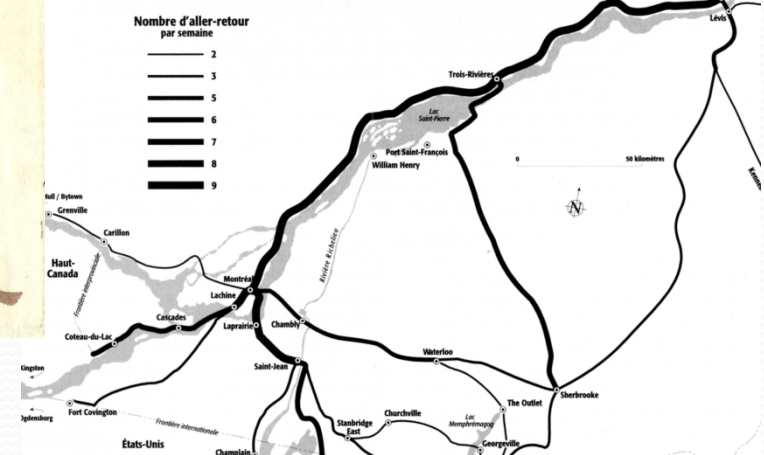 Nombre d'aller-retour
par semaine
2
3
5
6
7
8
9
Lévis
Trois-Rivières
Lac
Saint-Pierre
Port Saint-François
William Henry
0
50 kilomètres
N
Hull / Bytown
Grenville
Carillon
Haut-
Canada
Frontière interprovinciale
Rivière Richelieu
Montréal
Lachine
Cascades
Laprairie
Chambly
Coteau-du-Lac
Waterloo
Saint-Jean
Kingston
Sherbrooke
Fort Covington
The Outlet
Ogdensburg
Churchville
Lac
Memphrémagog
Stanbridge
East
Frontière internationale
États-Unis
Georgeville
Champlain